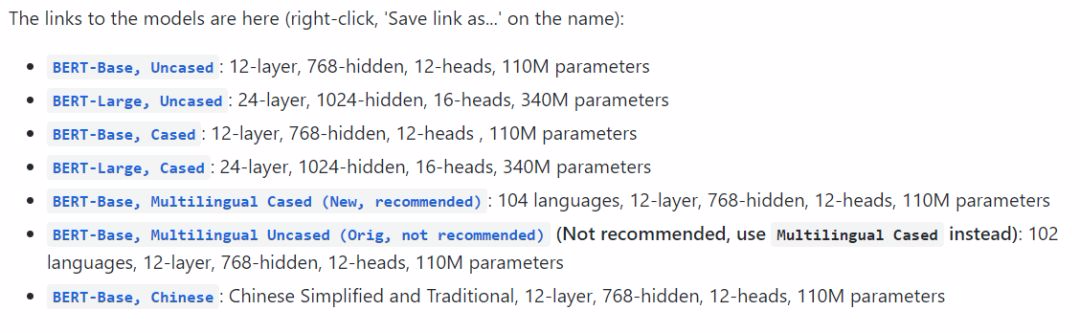 The links to the models are here (right-click, 'Save link as...' on the name):
BERT-Base, Uncased: 12-layer, 768-hidden, 12-heads, 110M parameters
BERT-Large, Uncased: 24-layer, 1024-hidden, 16-heads, 340M parameters
BERT-Base, Cased: 12-layer, 768-hidden, 12-heads , 110M parameters
BERT-Large, Cased: 24-layer, 1024-hidden, 16-heads, 340M parameters
BERT-Base, Multilingual Cased (New, recommended): 104 languages, 12-layer, 768-hidden, 12-heads, 110M parameters
BERT-Base, Multilingual Uncased (Orig, not recommended) (Not recommended, use Multilingual Cased instead): 102
languages, 12-layer, 768-hidden, 12-heads, 110M parameters
BERT-Base, Chinese: Chinese Simplified and Traditional, 12-layer, 768-hidden, 12-heads, 110M parameters